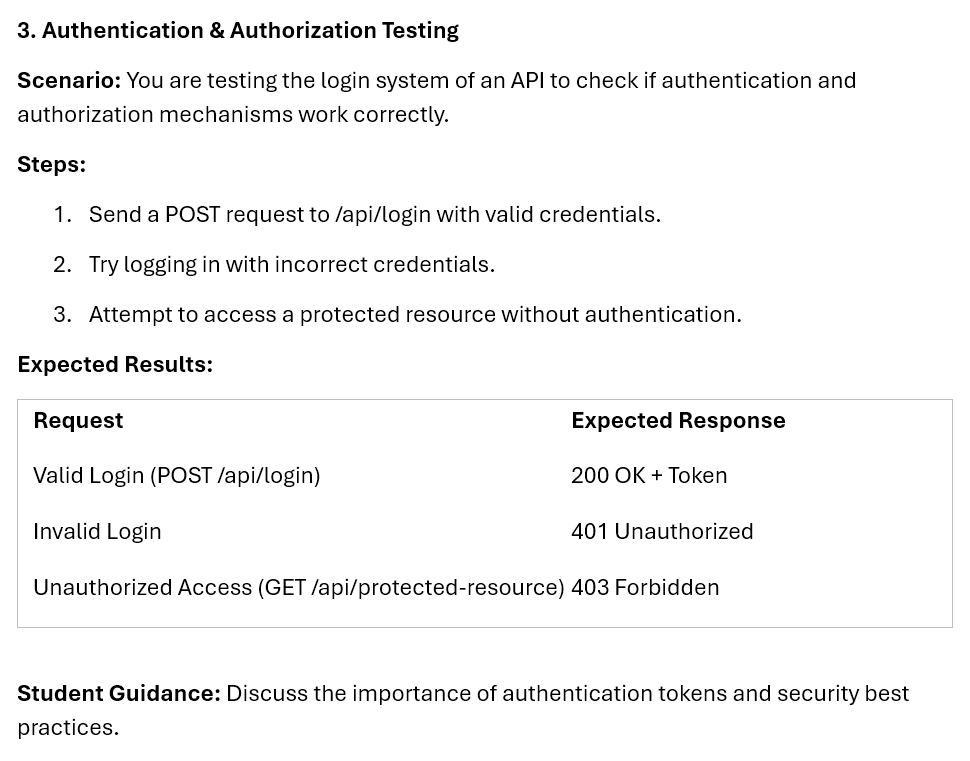 3. Authentication & Authorization Testing
Scenario: You are testing the login system of an API to check if authentication and
authorization mechanisms work correctly.
Steps:
1. Send a POST request to /api/login with valid credentials.
2. Try logging in with incorrect credentials.
3. Attempt to access a protected resource without authentication.
Expected Results:
Request Expected Response
Valid Login (POST /api/login) 200 OK + Token
Invalid Login 401 Unauthorized
Unauthorized Access (GET /api/protected-resource) 403 Forbidden
Student Guidance: Discuss the importance of authentication tokens and security best
practices.